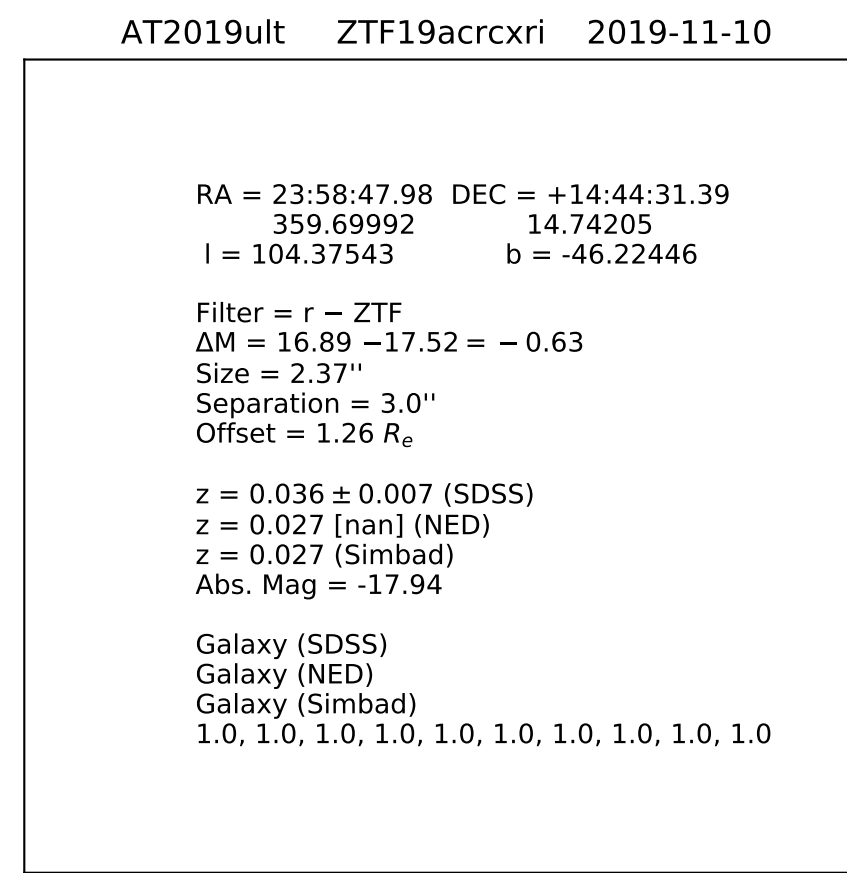 AT2019ult ZTF19acrcxri 2019-11-10
RA = 23:58:47.98 DEC = +14:44:31.39
359.69992 14.74205
l = 104.37543 b = -46.22446
Filter = r − ZTF
ΔM = 16.89 −17.52 = − 0.63
Size = 2.37''
Separation = 3.0''
Offset = 1.26 Re
z = 0.036 ± 0.007 (SDSS)
z = 0.027 [nan] (NED)
z = 0.027 (Simbad)
Abs. Mag = -17.94
Galaxy (SDSS)
Galaxy (NED)
Galaxy (Simbad)
1.0, 1.0, 1.0, 1.0, 1.0, 1.0, 1.0, 1.0, 1.0, 1.0